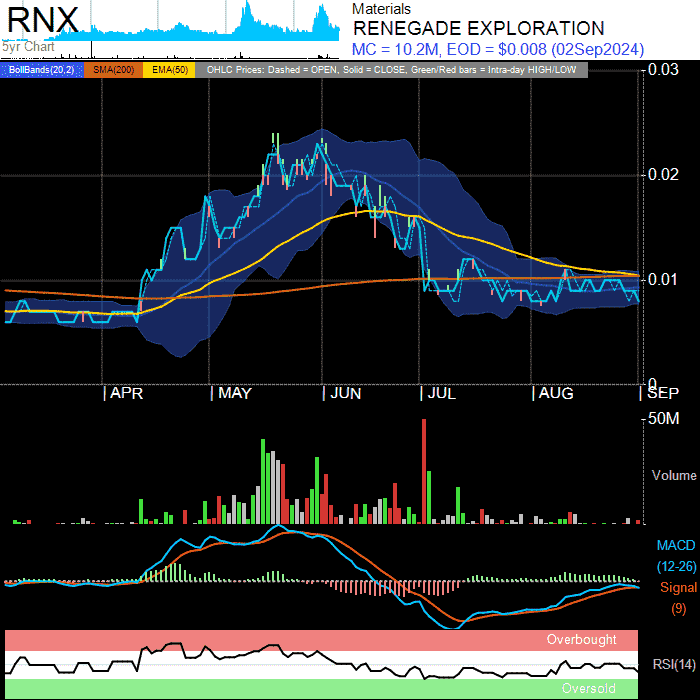 RNX
5yr Chart
Materials
RENEGADE EXPLORATION
MC = 10.2M, EOD = $0.008 (02Sep2024)
BollBands(20,2) SMA(200) EMA(50) OHLC Prices: Dashed = OPEN, Solid = CLOSE, Green/Red bars = Intra-day HIGH/LOW
0.03
0.02
0.01
0
| APR | MAY | JUN | JUL | AUG | SEP
50M
Volume
MACD
(12-26)
Signal
(9)
Overbought
RSI(14)
Oversold